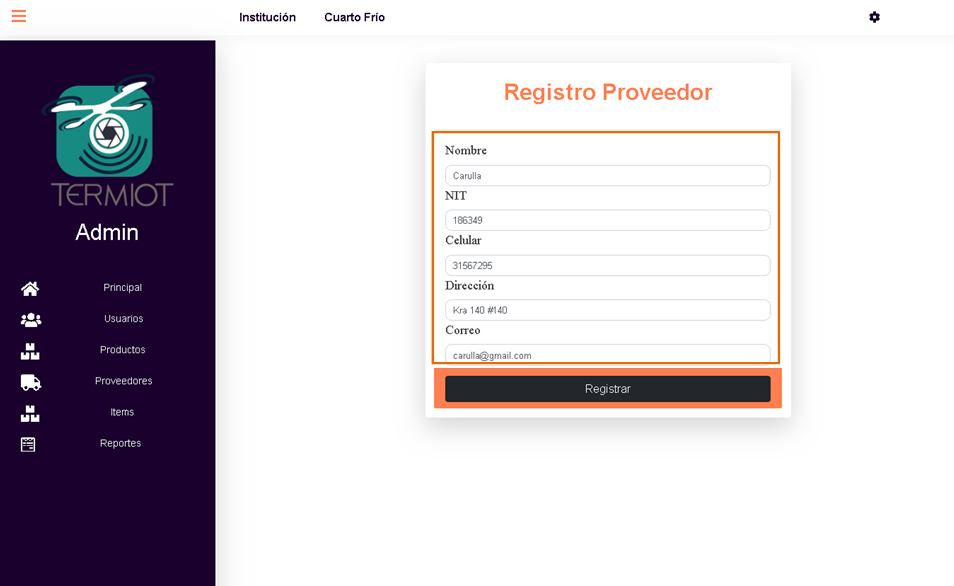 Institución Cuarto Frío
TERMIOT
Admin
Principal
Usuarios
Productos
Proveedores
Items
Reportes
Registro Proveedor
Nombre
Carulla
NIT
186349
Celular
31567295
Dirección
Kra 140 #140
Correo
carulla@gmail.com
Registrar